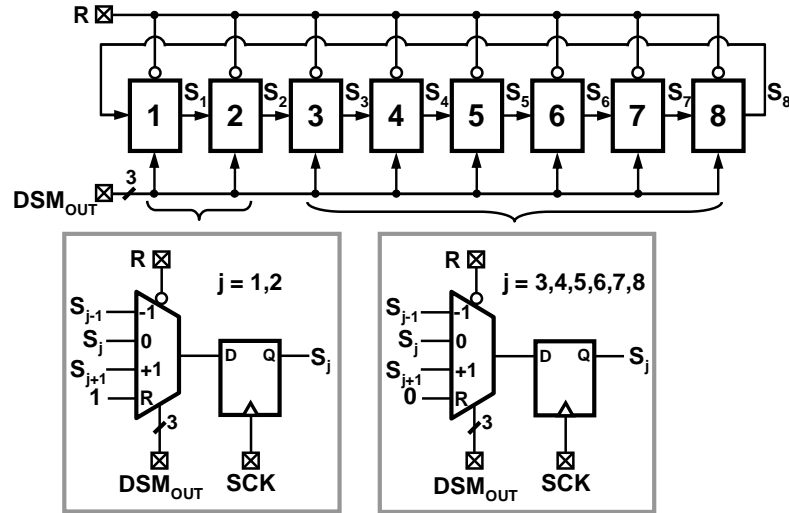 R
S1 S2 S3 S4 S5 S6 S7 S8
1 2 3 4 5 6 7 8
3
DSMOUT
R
j = 1,2
Sj-1 -1
Sj 0
Sj+1 +1
1 R
D Q Sj
3
DSMOUT SCK
R
j = 3,4,5,6,7,8
Sj-1 -1
Sj 0
Sj+1 +1
0 R
D Q Sj
3
DSMOUT SCK